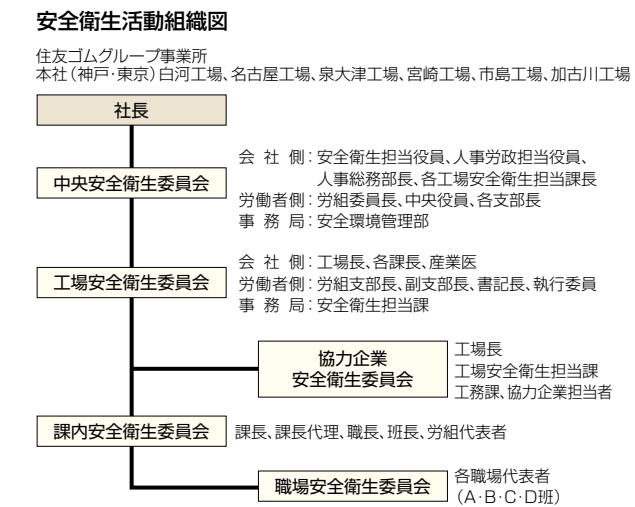 安全衛生活動組織図
住友ゴムグループ事業所
本社（神戸・東京）白河工場、名古屋工場、泉大津工場、宮崎工場、市島工場、加古川工場
社長
中央安全衛生委員会
会社側：安全衛生担当役員、人事労政担当役員、
人事総務部長、各工場安全衛生担当課長
労働者側：労組委員長、中央役員、各支部長
事務局：安全環境管理部
工場安全衛生委員会
会社側：工場長、各課長、産業医
労働者側：労組支部長、副支部長、書記長、執行委員
事務局：安全衛生担当課
協力企業
安全衛生委員会
工場長
工場安全衛生担当課
工務課、協力企業担当者
課内安全衛生委員会
課長、課長代理、職長、班長、労組代表者
職場安全衛生委員会
各職場代表者
（A・B・C・D班）